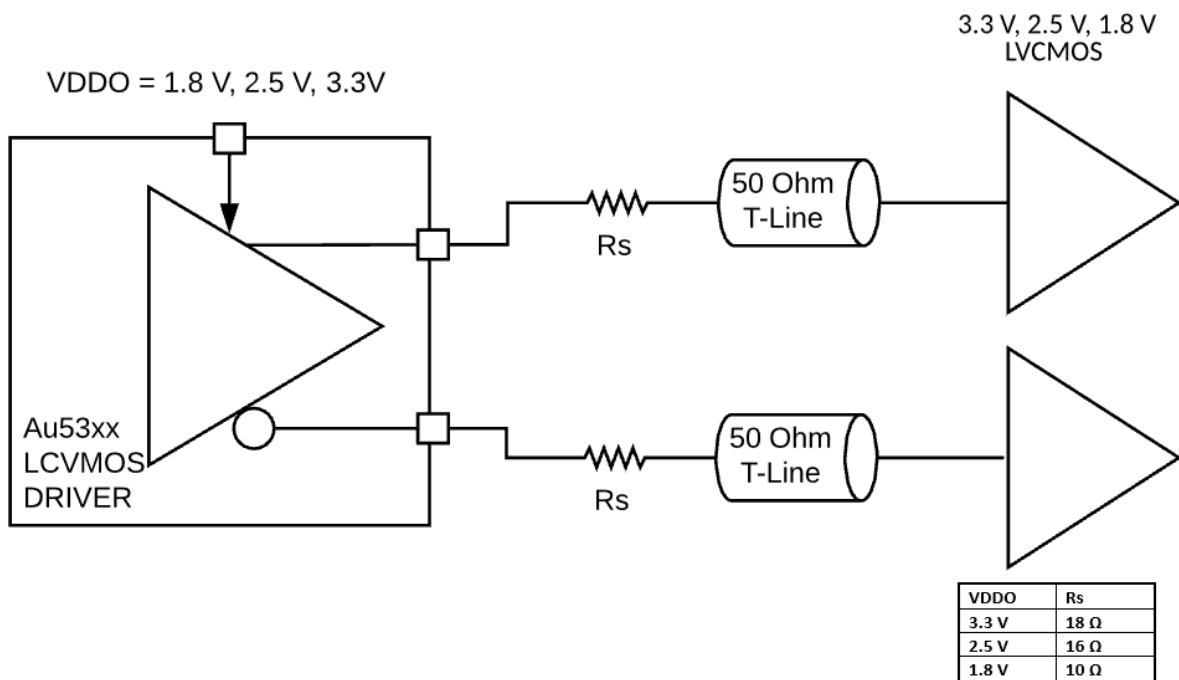 3.3 V, 2.5 V, 1.8 V
LVCMOS
VDDO = 1.8 V, 2.5 V, 3.3V
50 Ohm
T-Line
Rs
Au53xx
LCVMOS
DRIVER
50 Ohm
T-Line
Rs
VDDO Rs
3.3 V 18 Ω
2.5 V 16 Ω
1.8 V 10 Ω